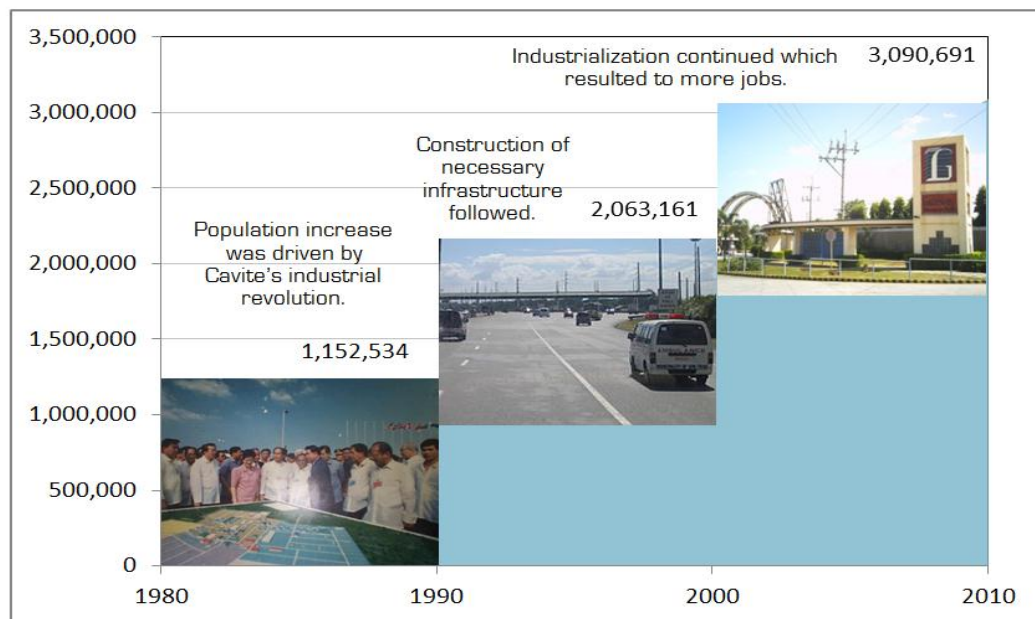 3,500,000
Industrialization continued which
resulted to more jobs.
3,090,691
3,000,000
Construction of
necessary
infrastructure
followed.
2,500,000
2,063,161
Population increase
was driven by
Cavite's industrial
revolution.
2,000,000
1,500,000
1,152,534
1,000,000
500,000
0
1980
1990
2000
2010
AMBULANCE
L